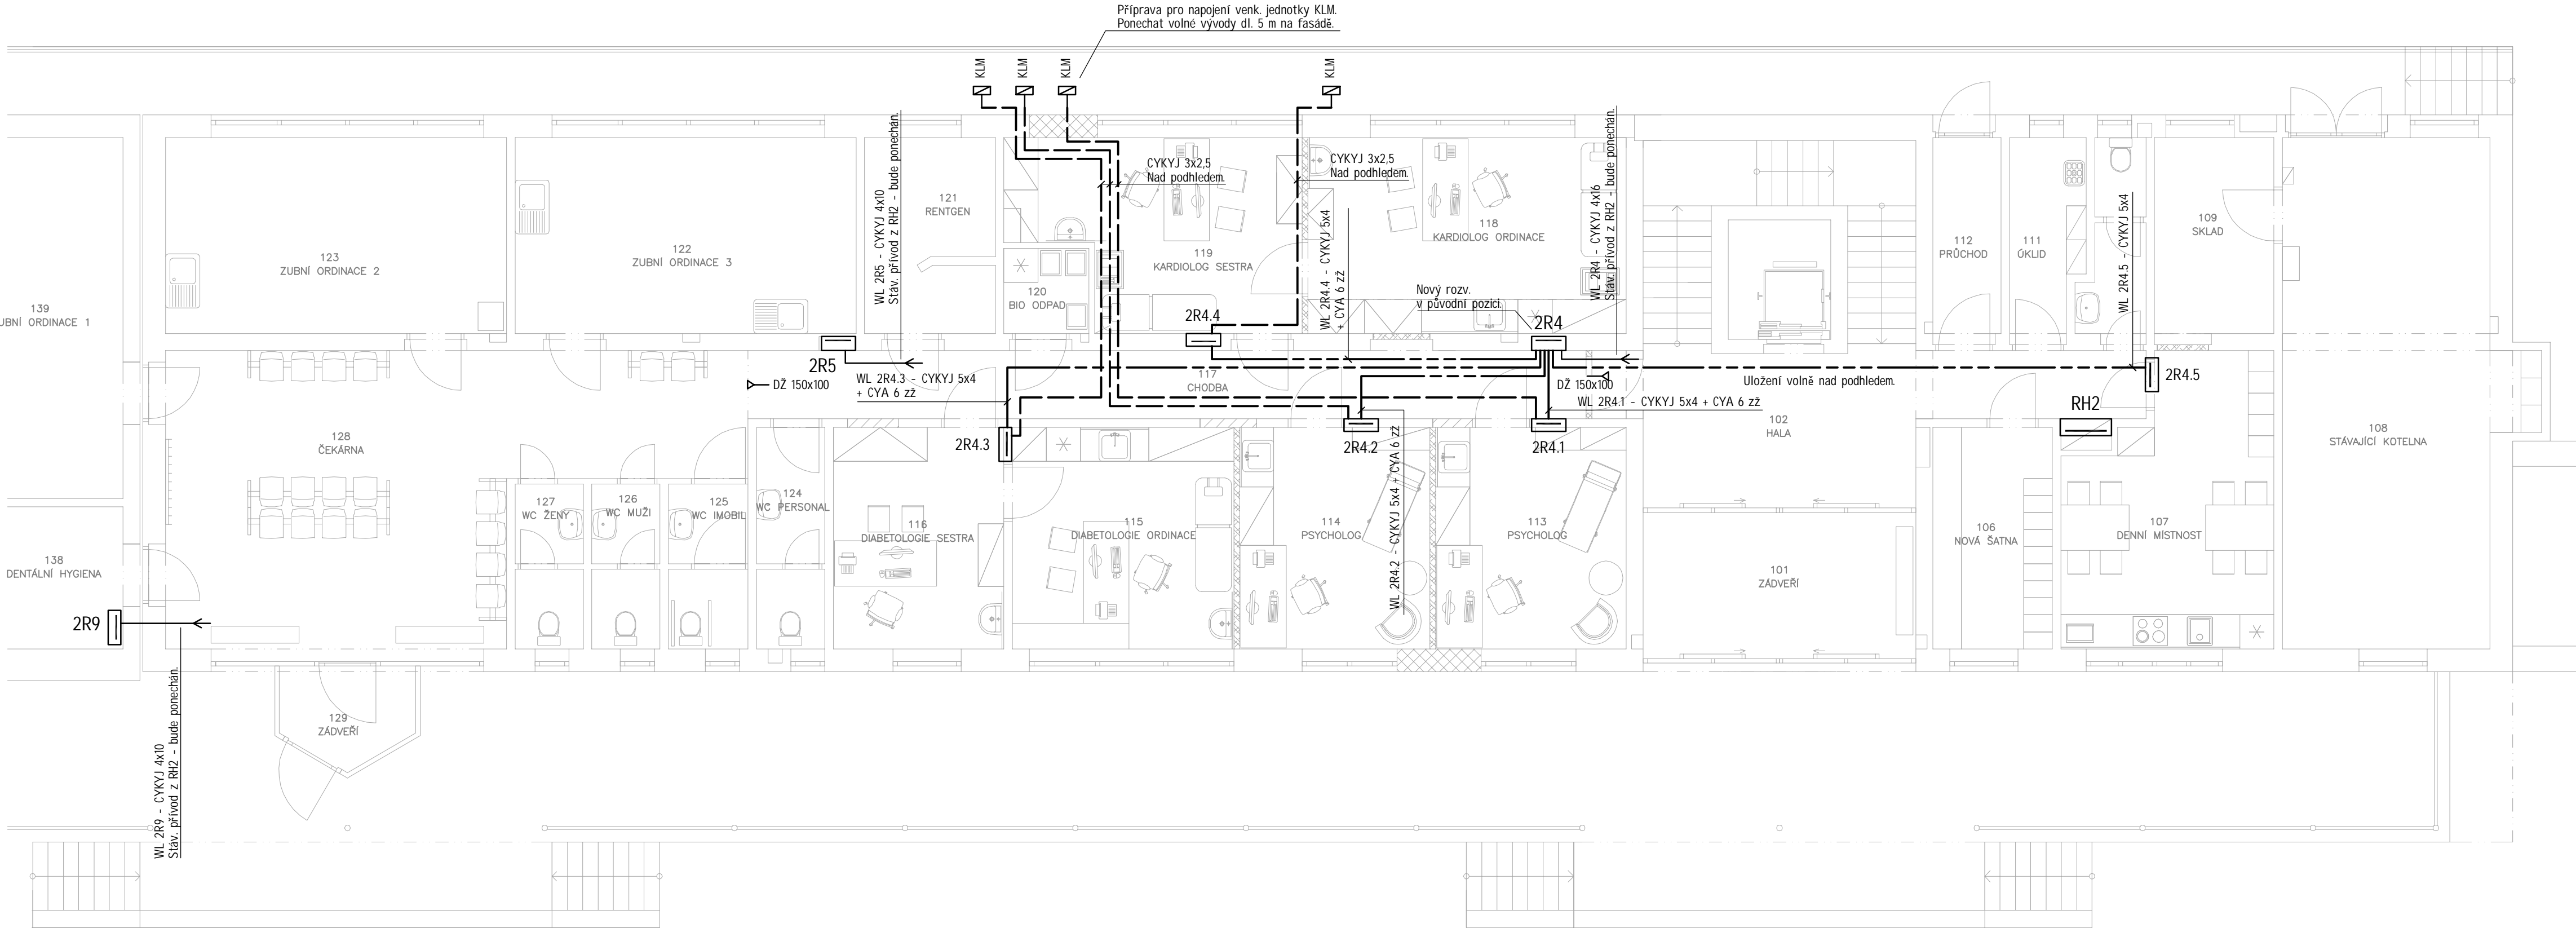 Příprava pro napojení venk. jednotky KLM.
Ponechat volné vývody dl. 5 m na fasádě.
KLM
KLM
KLM
KLM
WL 2R5 - CYKYJ 4x10
Stáv. přívod z RH2 - bude ponechán.
CYKYJ 3x2,5
Nad podhledem.
CYKYJ 3x2,5
Nad podhledem.
WL 2R4.4 - CYKYJ 5x4
+ CYA 6 zž
WL 2R4 - CYKYJ 4x16
Stáv. přívod z RH2 - bude ponechán.
WL 2R4.5 - CYKYJ 5x4
139
UBNÍ ORDINACE 1
123
ZUBNÍ ORDINACE 2
122
ZUBNÍ ORDINACE 3
121
RENTGEN
120
BIO ODPAD
119
KARDIOLOG SESTRA
118
KARDIOLOG ORDINACE
112
PRŮCHOD
111
ÚKLID
109
SKLAD
Nový rozv.
v původní pozici.
2R4.4
2R4
2R5
DŽ 150x100
WL 2R4.3 - CYKYJ 5x4
+ CYA 6 zž
117
CHODBA
DŽ 150x100
WL 2R4.1 - CYKYJ 5x4 + CYA 6 zž
Uložení volně nad podhledem.
2R4.5
RH2
102
HALA
128
ČEKÁRNA
2R4.3
2R4.2
2R4.1
108
STÁVAJÍCÍ KOTELNA
127
WC ŽENY
126
WC MUŽI
125
WC IMOBIL
124
WC PERSONAL
116
DIABETOLOGIE SESTRA
115
DIABETOLOGIE ORDINACE
114
PSYCHOLOG
WL 2R4.2 - CYKYJ 5x4 + CYA 6 zž
113
PSYCHOLOG
106
NOVÁ ŠATNA
107
DENNÍ MÍSTNOST
138
DENTÁLNÍ HYGIENA
101
ZÁDVEŘÍ
2R9
WL 2R9 - CYKYJ 4x10
Stáv. přívod z RH2 - bude ponechán.
129
ZÁDVEŘÍ